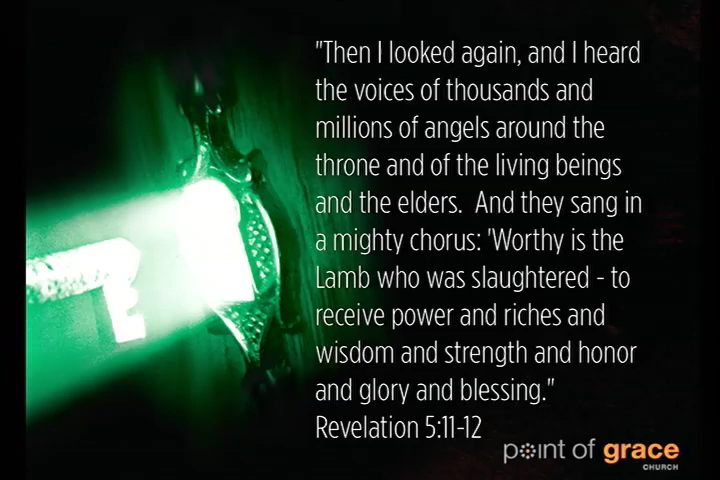 "Then I looked again, and I heard
the voices of thousands and
millions of angels around the
throne and of the living beings
and the elders.  And they sang in
a mighty chorus: 'Worthy is the
Lamb who was slaughtered - to
receive power and riches and
wisdom and strength and honor
and glory and blessing."
Revelation 5:11-12
point of grace
CHURCH